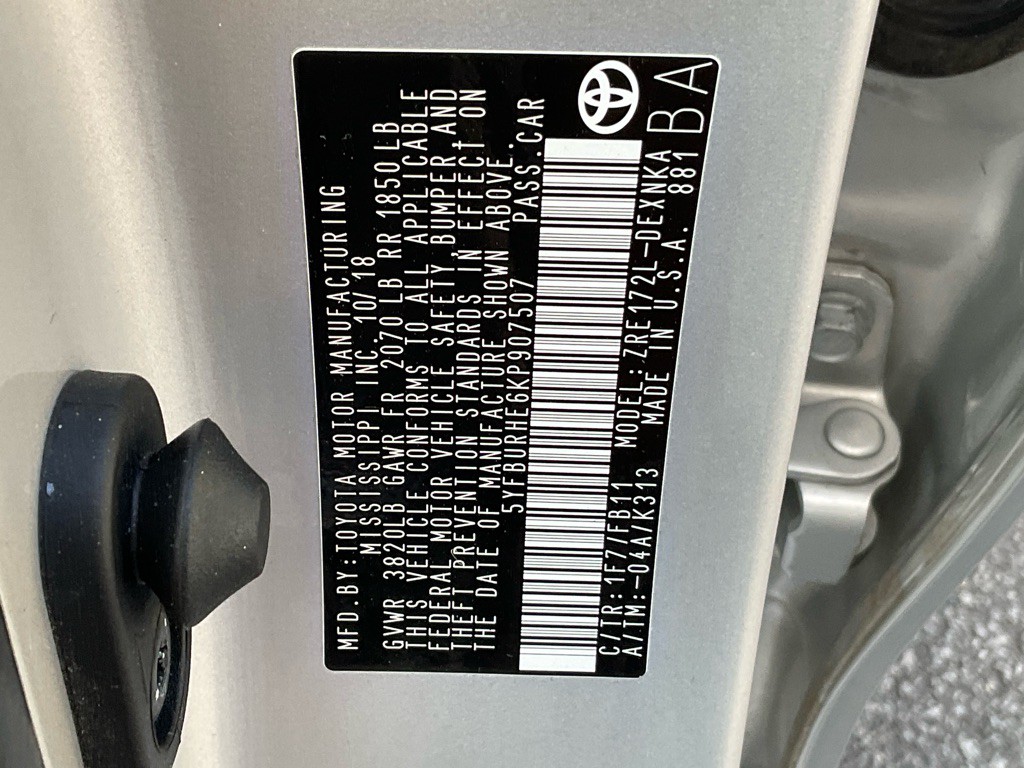 MFD.BY:TOYOTA MOTOR MANUFACTURING
MISSISSIPPI INC. 10/18
GVWR 3820LB GAWR FR 2070 LB RR 1850 LB
THIS VEHICLE CONFORMS TO ALL APPLICABLE
FEDERAL MOTOR VEHICLE SAFETY, BUMPER, AND
THEFT PREVENTION STANDARDS IN EFFECT ON
THE DATE OF MANUFACTURE SHOWN ABOVE.
5YFBURHE6KP907507 PASS.CAR
C/TR:1F7/FB11 MODEL:ZRE172L-DEXNKA
A/TM:-04A/K313 MADE IN U.S.A. 881
BA